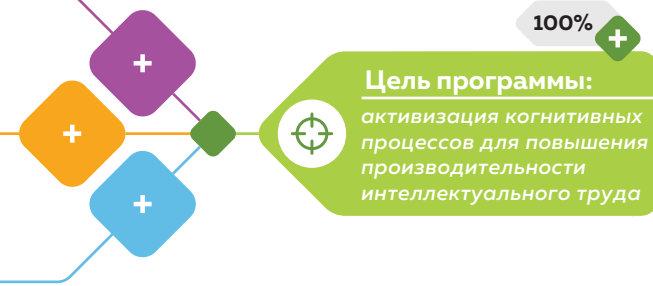 100%
Цель программы:
активизация когнитивных
процессов для повышения
производительности
интеллектуального труда